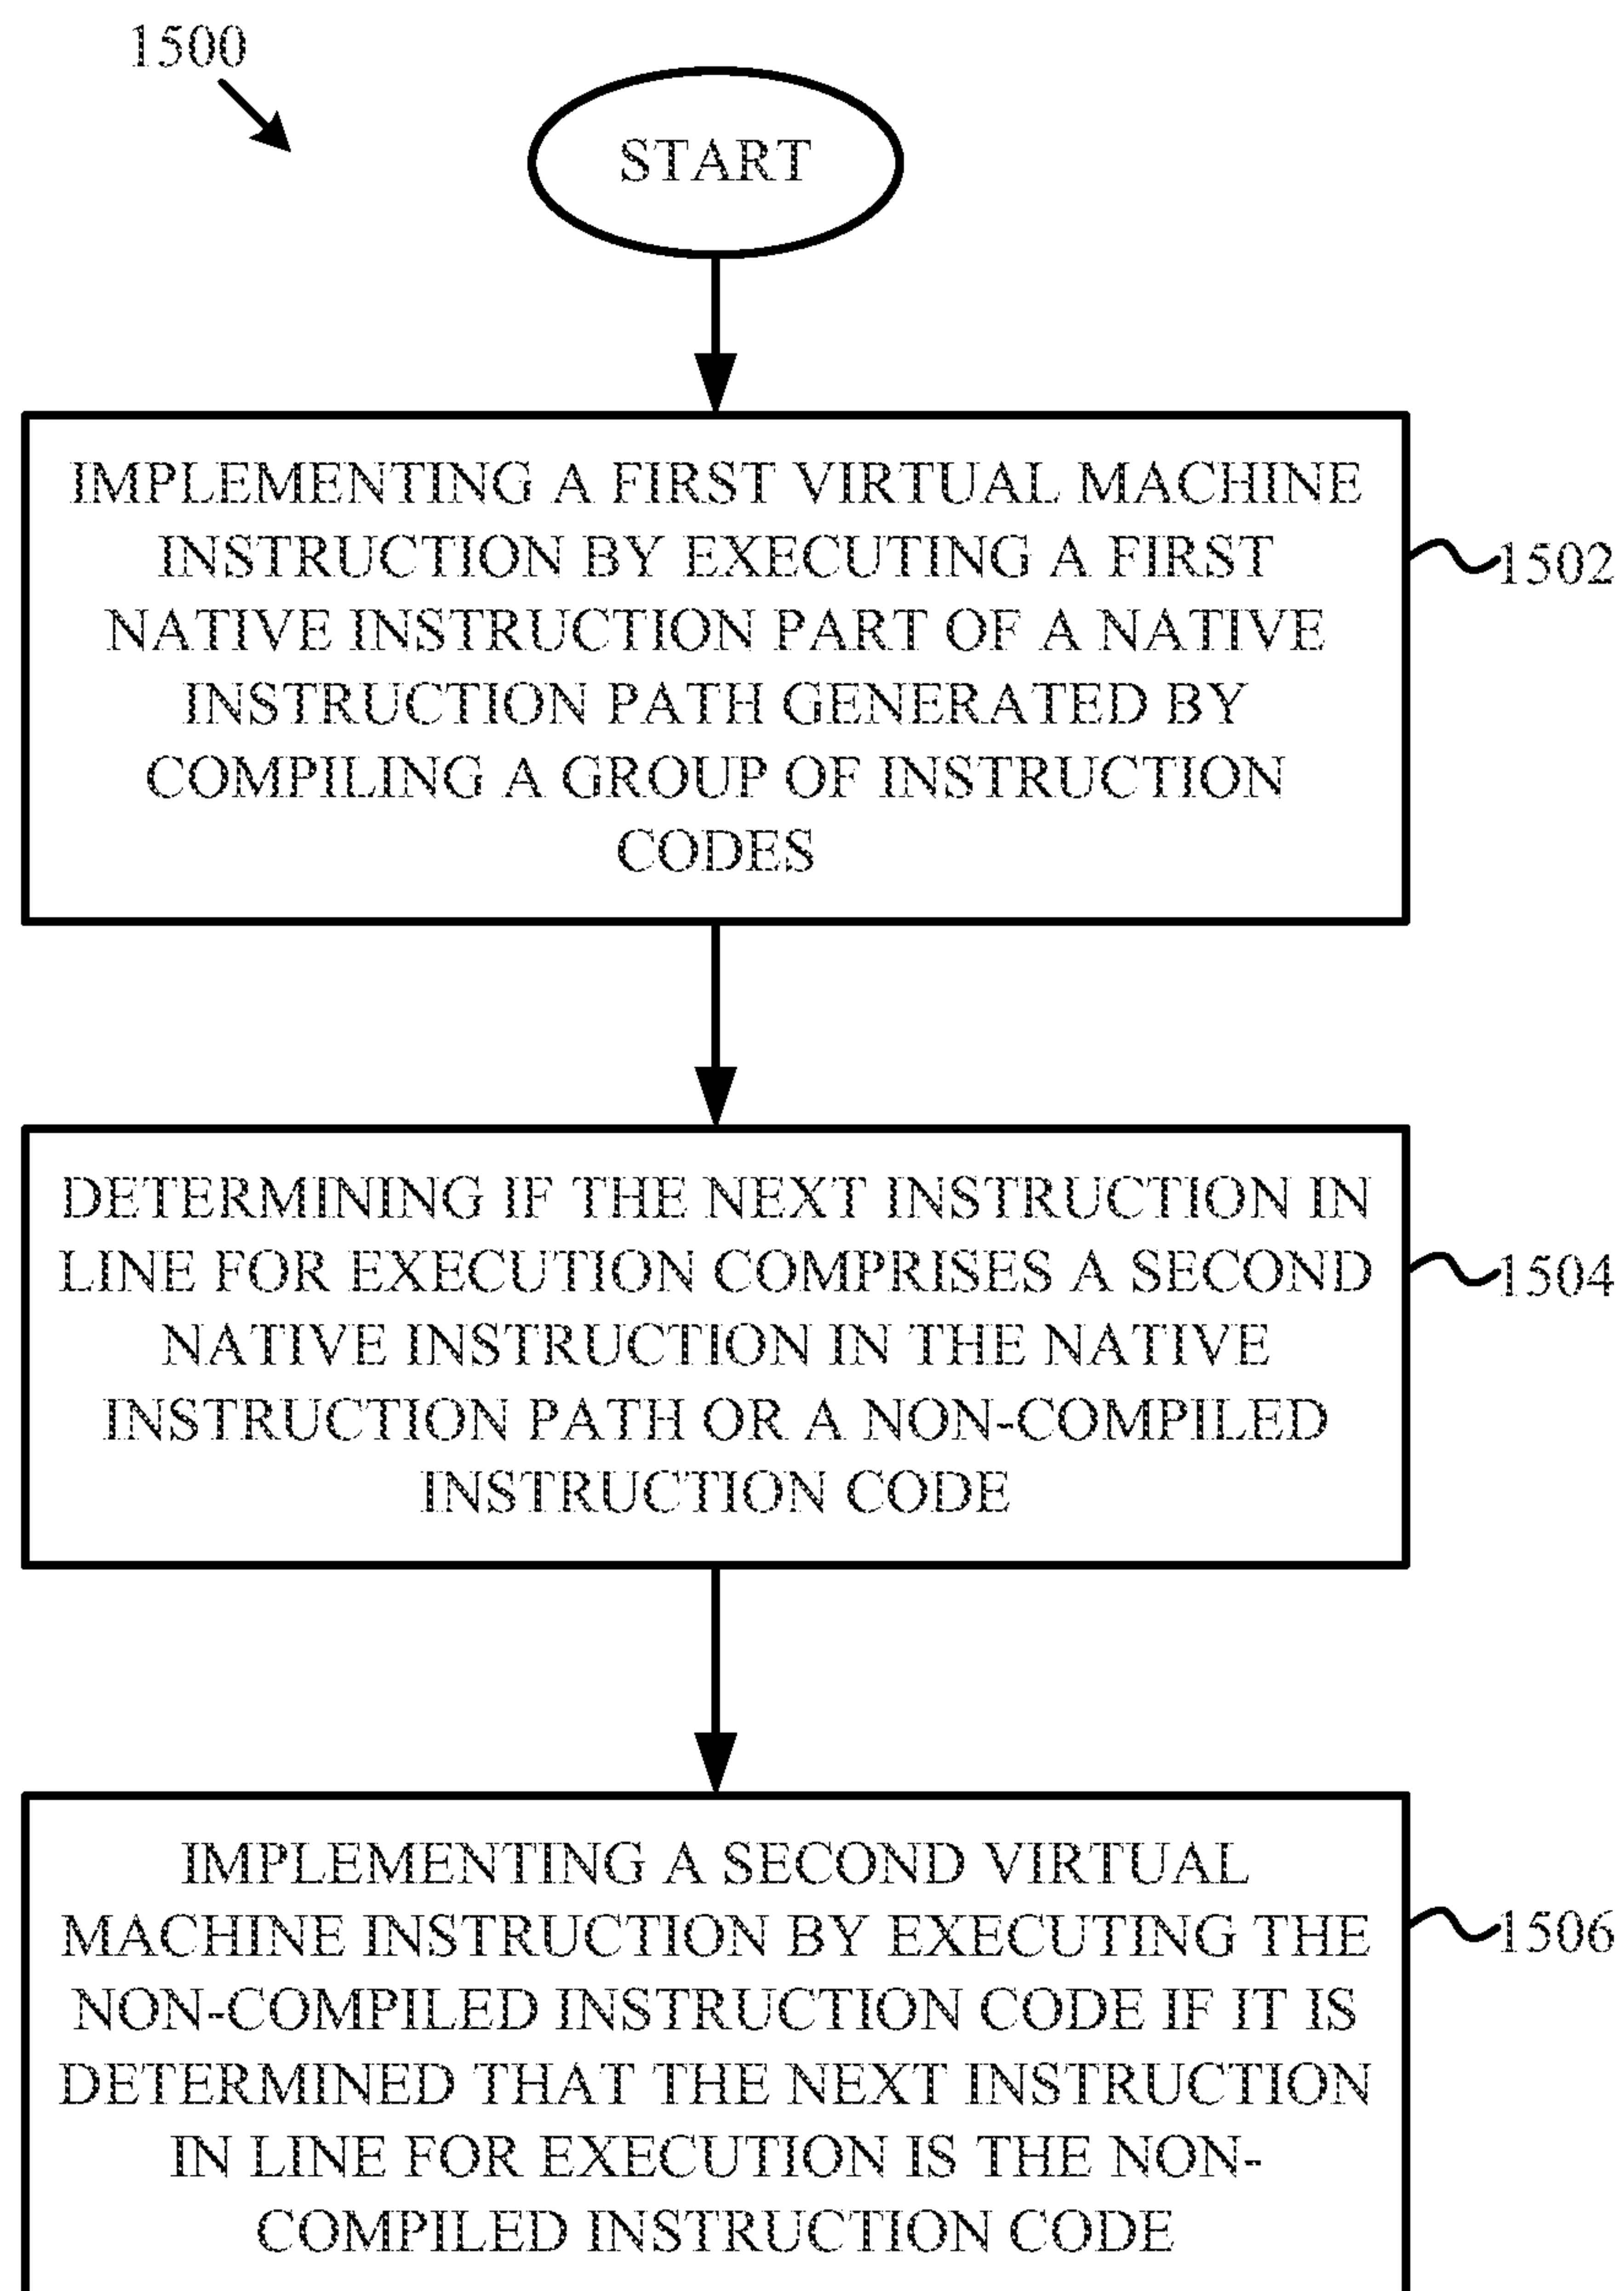 1500
START
IMPLEMENTING A FIRST VIRTUAL MACHINE
INSTRUCTION BY EXECUTING A FIRST
NATIVE INSTRUCTION PART OF A NATIVE
INSTRUCTION PATH GENERATED BY
COMPILING A GROUP OF INSTRUCTION
CODES
1502
DETERMINING IF THE NEXT INSTRUCTION IN
LINE FOR EXECUTION COMPRISES A SECOND
NATIVE INSTRUCTION IN THE NATIVE
INSTRUCTION PATH OR A NON-COMPILED
INSTRUCTION CODE
1504
IMPLEMENTING A SECOND VIRTUAL
MACHINE INSTRUCTION BY EXECUTING THE
NON-COMPILED INSTRUCTION CODE IF IT IS
DETERMINED THAT THE NEXT INSTRUCTION
IN LINE FOR EXECUTION IS THE NON-
COMPILED INSTRUCTION CODE
1506